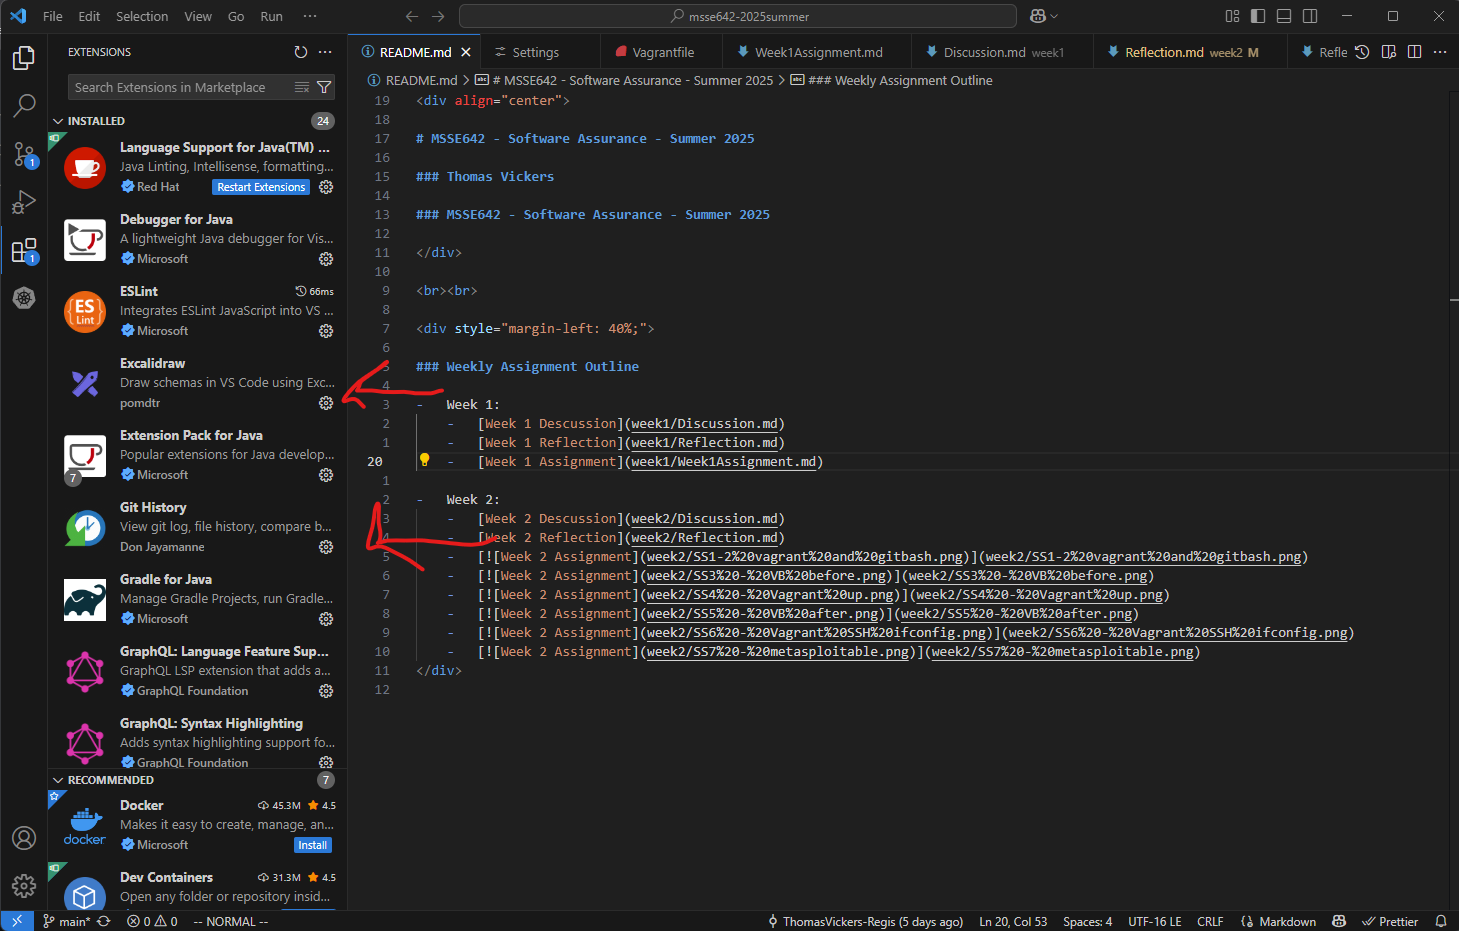 File Edit Selection View Go Run ···
msse642-2025summer
EXTENSIONS
Search Extensions in Marketplace
INSTALLED 24
Language Support for Java(TM) ...
Java Linting, Intellisense, formatting...
Red Hat Restart Extensions
Debugger for Java
A lightweight Java debugger for Vis...
Microsoft
ESLint 66ms
Integrates ESLint JavaScript into VS ...
Microsoft
Excalidraw
Draw schemas in VS Code using Exc...
pomdtr
Extension Pack for Java
Popular extensions for Java develop...
Microsoft
7
Git History
View git log, file history, compare b...
Don Jayamanne
Gradle for Java
Manage Gradle Projects, run Gradle...
Microsoft
GraphQL: Language Feature Sup...
GraphQL LSP extension that adds a...
GraphQL Foundation
GraphQL: Syntax Highlighting
Adds syntax highlighting support fo...
GraphQL Foundation
RECOMMENDED 7
Docker 45.3M 4.5
Makes it easy to create, manage, an...
docker
Microsoft Install
Dev Containers 31.3M 4.5
Open any folder or repository insid...
1
1
ES
Lint
README.md Settings Vagrantfile Week1Assignment.md Discussion.md week1 Reflection.md week2 M Refle
README.md > # MSSE642 - Software Assurance - Summer 2025 > ### Weekly Assignment Outline
19 <div align="center">
18
17 # MSSE642 - Software Assurance - Summer 2025
16
15 ### Thomas Vickers
14
13 ### MSSE642 - Software Assurance - Summer 2025
12
11 </div>
10
9 <br><br>
8
7 <div style="margin-left: 40%;">
6
5 ### Weekly Assignment Outline
4
3 - Week 1:
2 - [Week 1 Descussion](week1/Discussion.md)
1 - [Week 1 Reflection](week1/Reflection.md)
20 - [Week 1 Assignment](week1/Week1Assignment.md)
1
2 - Week 2:
3 - [Week 2 Descussion](week2/Discussion.md)
4 - [Week 2 Reflection](week2/Reflection.md)
5 - [![Week 2 Assignment](week2/SS1-2%20vagrant%20and%20gitbash.png)](week2/SS1-2%20vagrant%20and%20gitbash.png)
6 - [![Week 2 Assignment](week2/SS3%20-%20VB%20before.png)](week2/SS3%20-%20VB%20before.png)
7 - [![Week 2 Assignment](week2/SS4%20-%20Vagrant%20up.png)](week2/SS4%20-%20Vagrant%20up.png)
8 - [![Week 2 Assignment](week2/SS5%20-%20VB%20after.png)](week2/SS5%20-%20VB%20after.png)
9 - [![Week 2 Assignment](week2/SS6%20-%20Vagrant%20SSH%20ifconfig.png)](week2/SS6%20-%20Vagrant%20SSH%20ifconfig.png)
10 - [![Week 2 Assignment](week2/SS7%20-%20metasploitable.png)](week2/SS7%20-%20metasploitable.png)
11 </div>
12
main* 0 0 -- NORMAL -- ThomasVickers-Regis (5 days ago) Ln 20, Col 53 Spaces: 4 UTF-16 LE CRLF Markdown Prettier